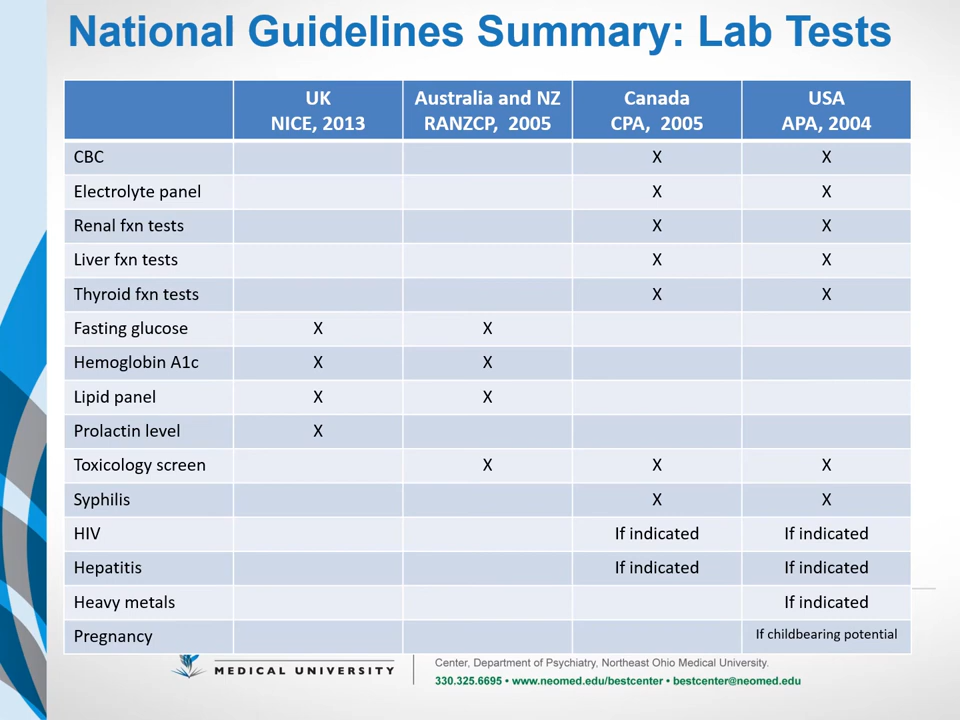 National Guidelines Summary: Lab Tests
UK Australia and NZ Canada USA
NICE, 2013 RANZCP, 2005 CPA, 2005 APA, 2004
CBC X X
Electrolyte panel X X
Renal fxn tests X X
Liver fxn tests X X
Thyroid fxn tests X X
Fasting glucose X X
Hemoglobin A1c X X
Lipid panel X X
Prolactin level X
Toxicology screen X X X
Syphilis X X
HIV If indicated If indicated
Hepatitis If indicated If indicated
Heavy metals If indicated
Pregnancy If childbearing potential
MEDICAL UNIVERSITY
Center, Department of Psychiatry, Northeast Ohio Medical University.
330.325.6695 • www.neomed.edu/bestcenter • bestcenter@neomed.edu